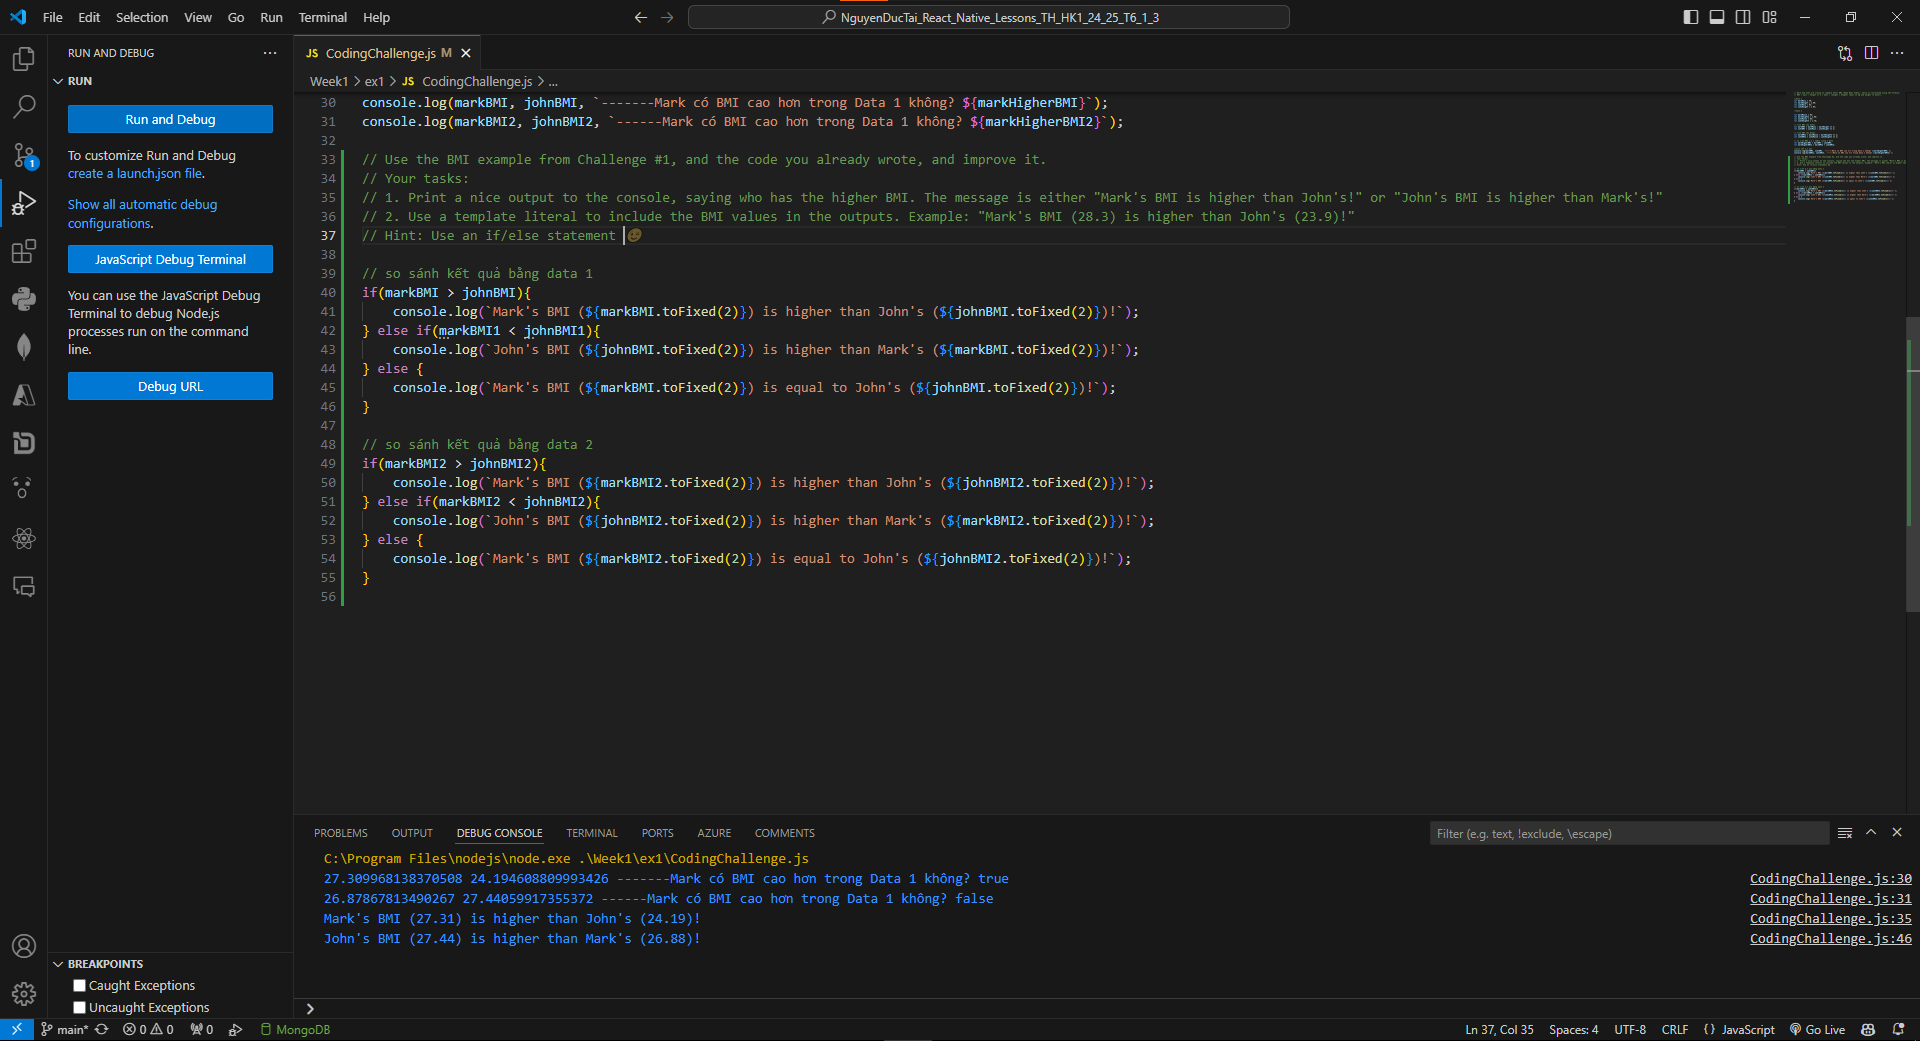 File Edit Selection View Go Run Terminal Help
NguyenDucTai_React_Native_Lessons_TH_HK1_24_25_T6_1_3
RUN AND DEBUG
RUN
Run and Debug
To customize Run and Debug
create a launch.json file.
Show all automatic debug
configurations.
JavaScript Debug Terminal
You can use the JavaScript Debug
Terminal to debug Node.js
processes run on the command
line.
Debug URL
1
BREAKPOINTS
Caught Exceptions
Uncaught Exceptions
JS CodingChallenge.js M
Week1 > ex1 > JS CodingChallenge.js > ...
30 console.log(markBMI, johnBMI, `-------Mark có BMI cao hơn trong Data 1 không? ${markHigherBMI}`);
31 console.log(markBMI2, johnBMI2, `------Mark có BMI cao hơn trong Data 1 không? ${markHigherBMI2}`);
32
33 // Use the BMI example from Challenge #1, and the code you already wrote, and improve it.
34 // Your tasks:
35 // 1. Print a nice output to the console, saying who has the higher BMI. The message is either "Mark's BMI is higher than John's!" or "John's BMI is higher than Mark's!"
36 // 2. Use a template literal to include the BMI values in the outputs. Example: "Mark's BMI (28.3) is higher than John's (23.9)!"
37 // Hint: Use an if/else statement 😉
38
39 // so sánh kết quả bằng data 1
40 if(markBMI > johnBMI){
41 console.log(`Mark's BMI (${markBMI.toFixed(2)}) is higher than John's (${johnBMI.toFixed(2)})!`);
42 } else if(markBMI1 < johnBMI1){
43 console.log(`John's BMI (${johnBMI.toFixed(2)}) is higher than Mark's (${markBMI.toFixed(2)})!`);
44 } else {
45 console.log(`Mark's BMI (${markBMI.toFixed(2)}) is equal to John's (${johnBMI.toFixed(2)})!`);
46 }
47
48 // so sánh kết quả bằng data 2
49 if(markBMI2 > johnBMI2){
50 console.log(`Mark's BMI (${markBMI2.toFixed(2)}) is higher than John's (${johnBMI2.toFixed(2)})!`);
51 } else if(markBMI2 < johnBMI2){
52 console.log(`John's BMI (${johnBMI2.toFixed(2)}) is higher than Mark's (${markBMI2.toFixed(2)})!`);
53 } else {
54 console.log(`Mark's BMI (${markBMI2.toFixed(2)}) is equal to John's (${johnBMI2.toFixed(2)})!`);
55 }
56
PROBLEMS OUTPUT DEBUG CONSOLE TERMINAL PORTS AZURE COMMENTS
Filter (e.g. text, !exclude, \escape)
C:\Program Files\nodejs\node.exe .\Week1\ex1\CodingChallenge.js
27.309968138370508 24.194608809993426 -------Mark có BMI cao hơn trong Data 1 không? true CodingChallenge.js:30
26.87867813490267 27.44059917355372 ------Mark có BMI cao hơn trong Data 1 không? false CodingChallenge.js:31
Mark's BMI (27.31) is higher than John's (24.19)! CodingChallenge.js:35
John's BMI (27.44) is higher than Mark's (26.88)! CodingChallenge.js:46
main* 0 0 0 MongoDB
Ln 37, Col 35 Spaces: 4 UTF-8 CRLF {} JavaScript Go Live